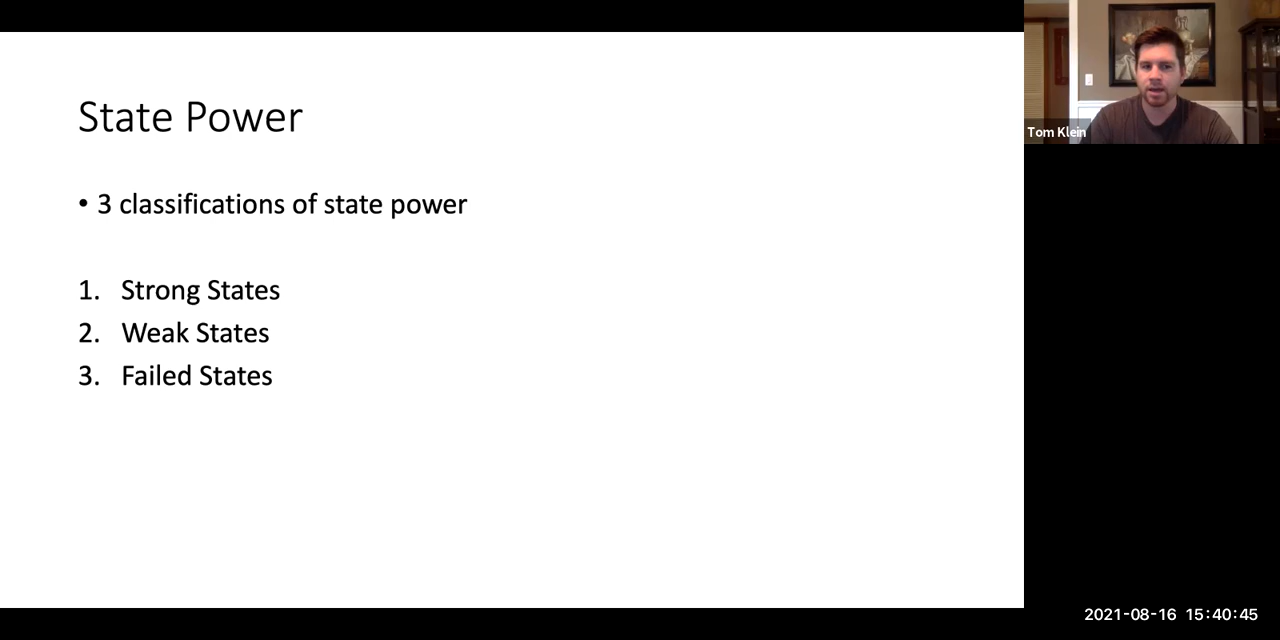 State Power
• 3 classifications of state power
1. Strong States
2. Weak States
3. Failed States
Tom Klein
2021-08-16 15:40:45